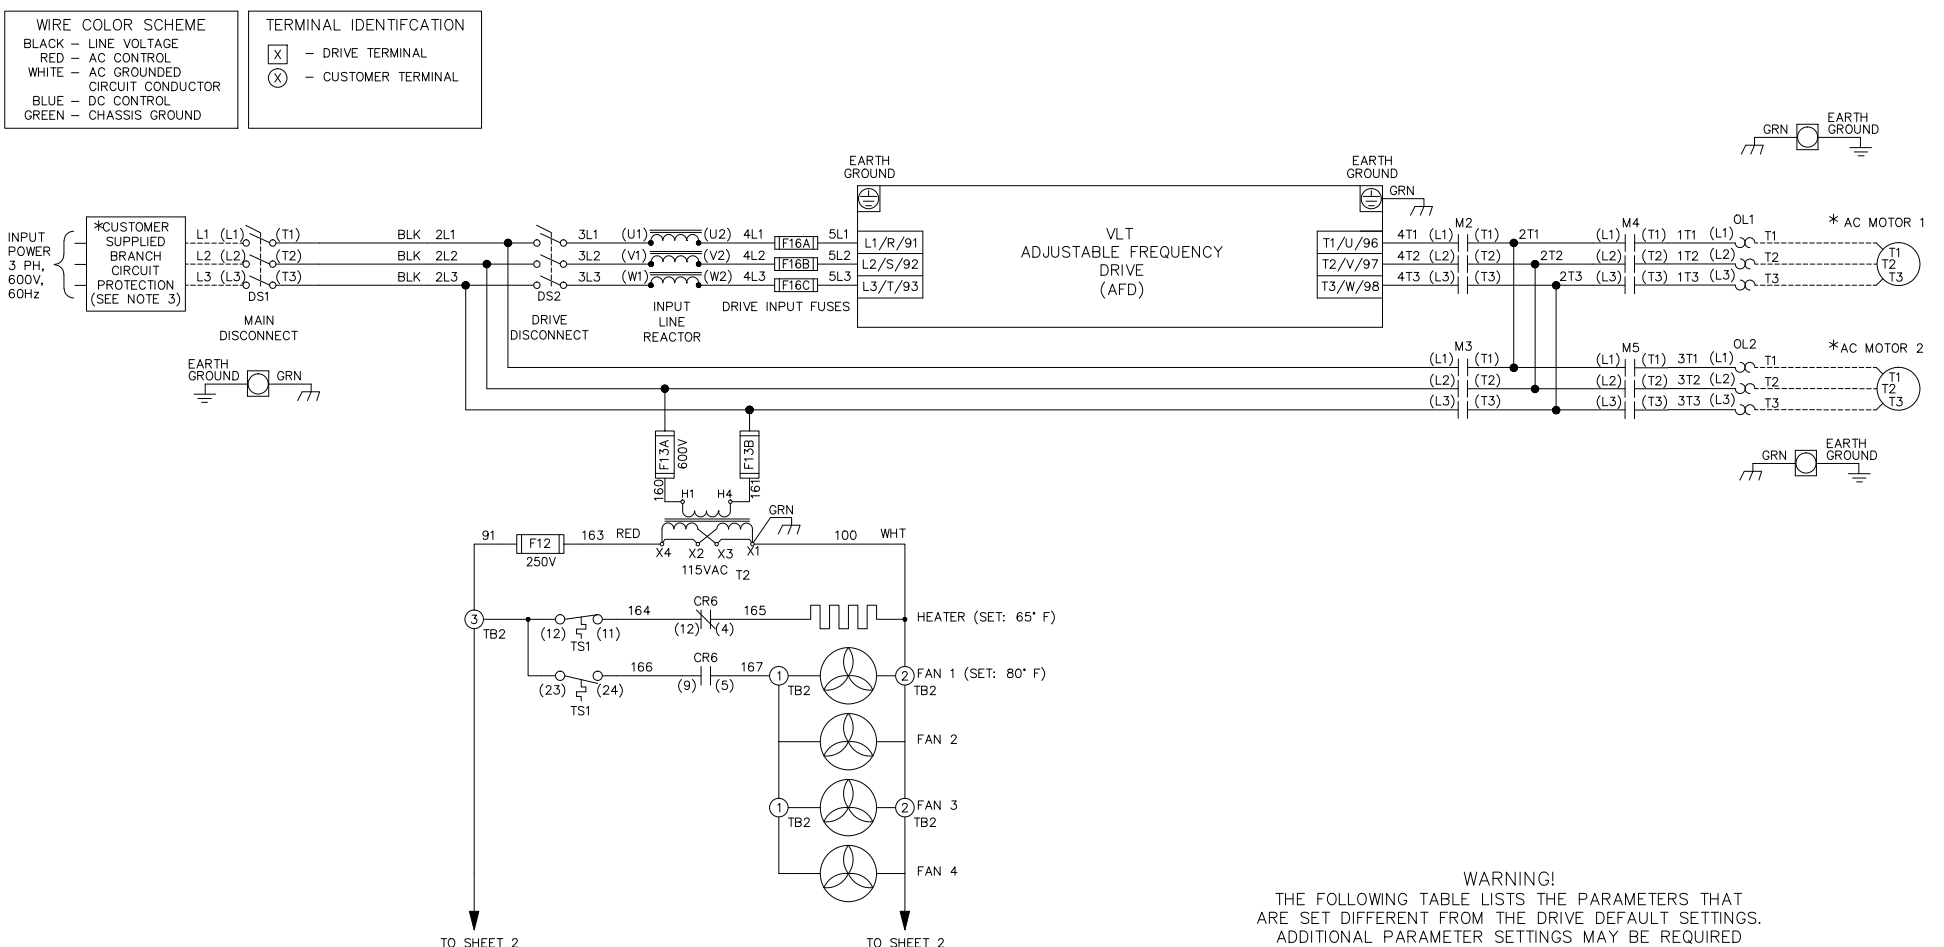 WIRE COLOR SCHEME
BLACK – LINE VOLTAGE
RED – AC CONTROL
WHITE – AC GROUNDED
CIRCUIT CONDUCTOR
BLUE – DC CONTROL
GREEN – CHASSIS GROUND
TERMINAL IDENTIFCATION
X – DRIVE TERMINAL
X – CUSTOMER TERMINAL
EARTH
GRN GROUND
EARTH
GROUND
EARTH
GROUND
GRN
INPUT
POWER
3 PH,
600V,
60Hz
*CUSTOMER
SUPPLIED
BRANCH
CIRCUIT
PROTECTION
(SEE NOTE 3)
L1 (L1) (T1) BLK 2L1 3L1 (U1) (U2) 4L1 F16A 5L1 L1/R/91
L2 (L2) (T2) BLK 2L2 3L2 (V1) (V2) 4L2 F16B 5L2 L2/S/92
L3 (L3) (T3) BLK 2L3 3L3 (W1) (W2) 4L3 F16C 5L3 L3/T/93
DS1
MAIN
DISCONNECT
DS2
DRIVE
DISCONNECT
INPUT
LINE
REACTOR
DRIVE INPUT FUSES
VLT
ADJUSTABLE FREQUENCY
DRIVE
(AFD)
M2 M4 OL1 * AC MOTOR 1
T1/U/96 4T1 (L1) (T1) 2T1 (L1) (T1) 1T1 (L1) T1 T1
T2/V/97 4T2 (L2) (T2) 2T2 (L2) (T2) 1T2 (L2) T2 T2
T3/W/98 4T3 (L3) (T3) 2T3 (L3) (T3) 1T3 (L3) T3 T3
M3 M5 OL2 *AC MOTOR 2
(L1) (T1) (L1) (T1) 3T1 (L1) T1 T1
(L2) (T2) (L2) (T2) 3T2 (L2) T2 T2
(L3) (T3) (L3) (T3) 3T3 (L3) T3 T3
EARTH
GROUND GRN
EARTH
GRN GROUND
F13A 600V F13B
160 H1 H4 161
GRN
91 F12 163 RED 100 WHT
250V
X4 X2 X3 X1
115VAC T2
3 TB2
164 CR6 165
(12) (11) (12) (4)
TS1
HEATER (SET: 65° F)
166 CR6 167
(23) (24) (9) (5)
TS1
1 TB2 2 TB2
FAN 1 (SET: 80° F)
FAN 2
1 TB2 2 TB2
FAN 3
FAN 4
TO SHEET 2
TO SHEET 2
WARNING!
THE FOLLOWING TABLE LISTS THE PARAMETERS THAT
ARE SET DIFFERENT FROM THE DRIVE DEFAULT SETTINGS.
ADDITIONAL PARAMETER SETTINGS MAY BE REQUIRED